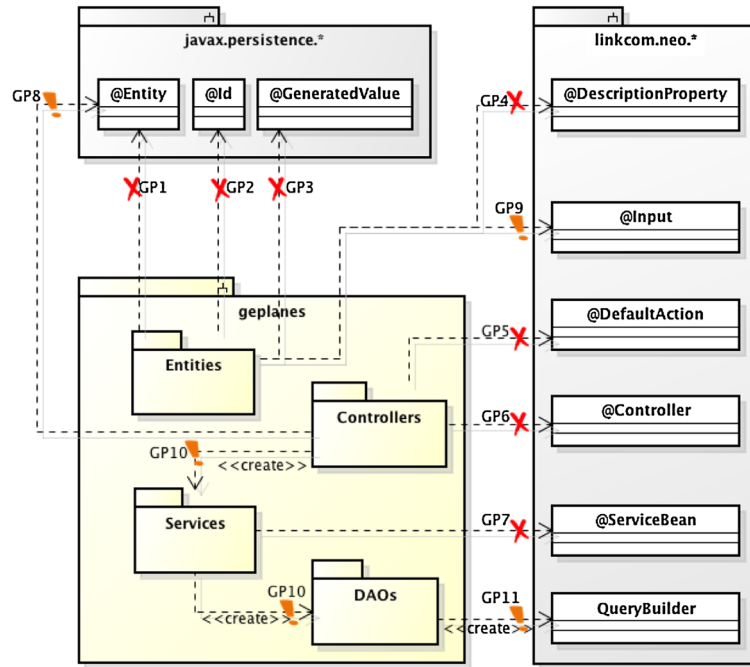 javax.persistence.*
linkcom.neo.*
GP8
@Entity
@Id
@GeneratedValue
GP4
@DescriptionProperty
GP1
GP2
GP3
GP9
@Input
geplanes
@DefaultAction
GP5
Entities
Controllers
GP6
@Controller
GP10
<<create>>
Services
GP7
@ServiceBean
GP10
DAOs
GP11
QueryBuilder
<<create>>
<<create>>